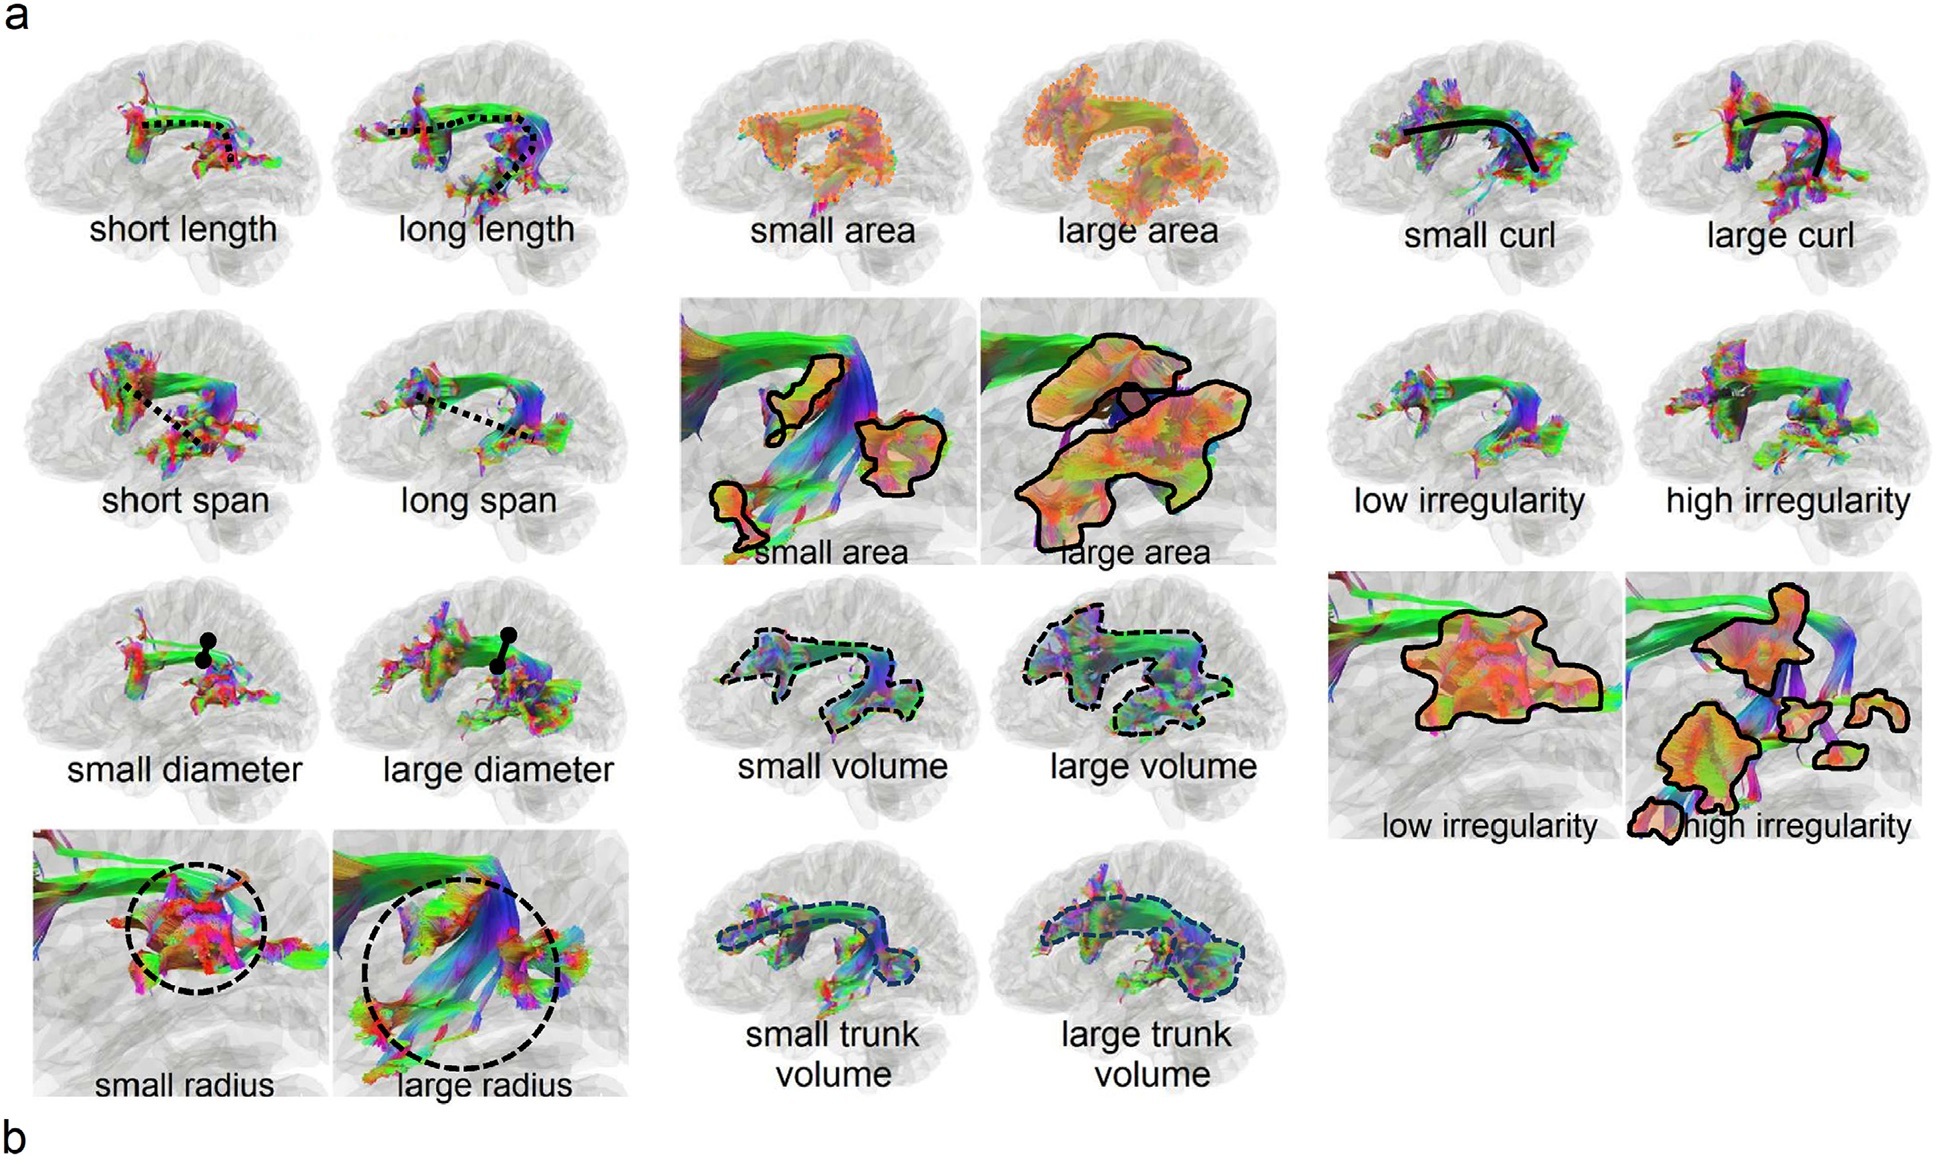 a
short length
long length
small area
large area
small curl
large curl
short span
long span
small area
large area
low irregularity
high irregularity
small diameter
large diameter
small volume
large volume
low irregularity
high irregularity
small radius
large radius
small trunk
volume
large trunk
volume
b